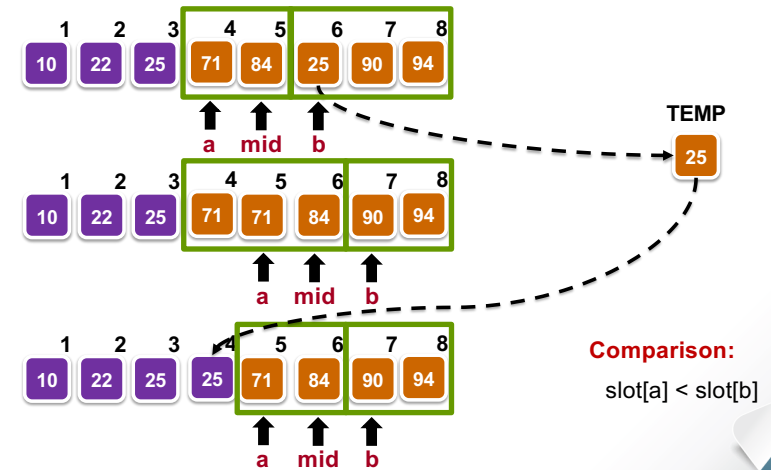 1 2 3 4 5 6 7 8
10 22 25 71 84 25 90 94
a mid b
TEMP
25
1 2 3 4 5 6 7 8
10 22 25 71 71 84 90 94
a mid b
1 2 3 4 5 6 7 8
10 22 25 25 71 84 90 94
a mid b
Comparison:
slot[a] < slot[b]